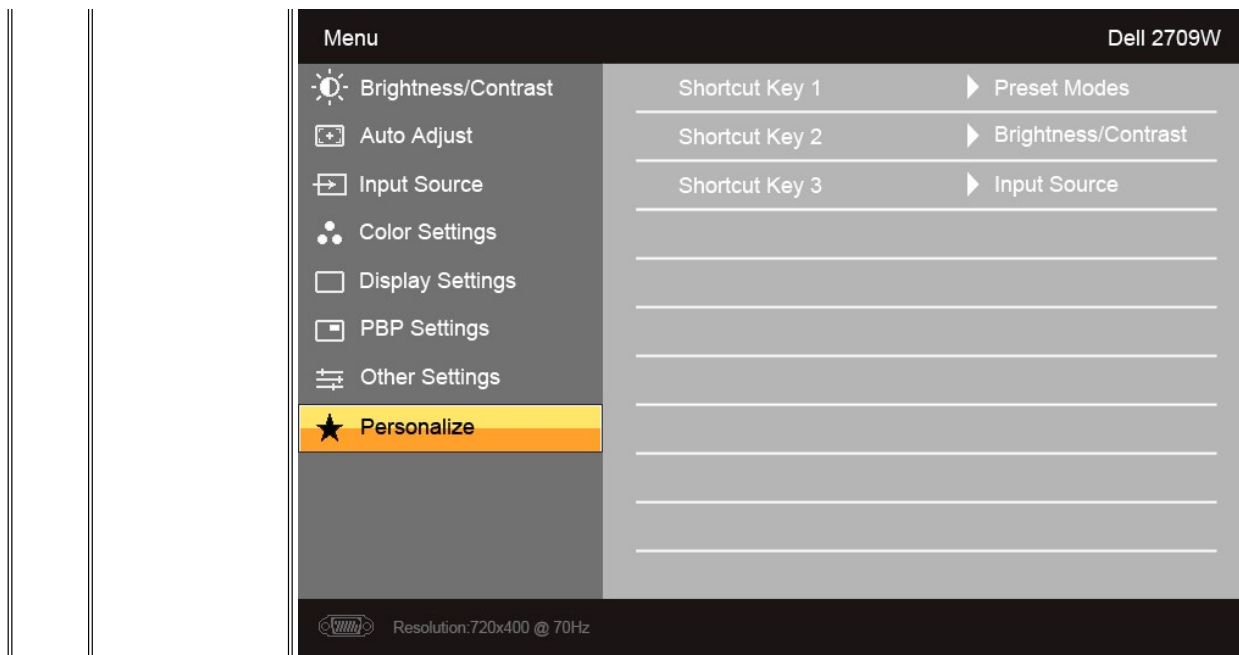 Menu Dell 2709W
Brightness/Contrast Shortcut Key 1 Preset Modes
Auto Adjust Shortcut Key 2 Brightness/Contrast
Input Source Shortcut Key 3 Input Source
Color Settings
Display Settings
PBP Settings
Other Settings
Personalize
Resolution:720x400 @ 70Hz